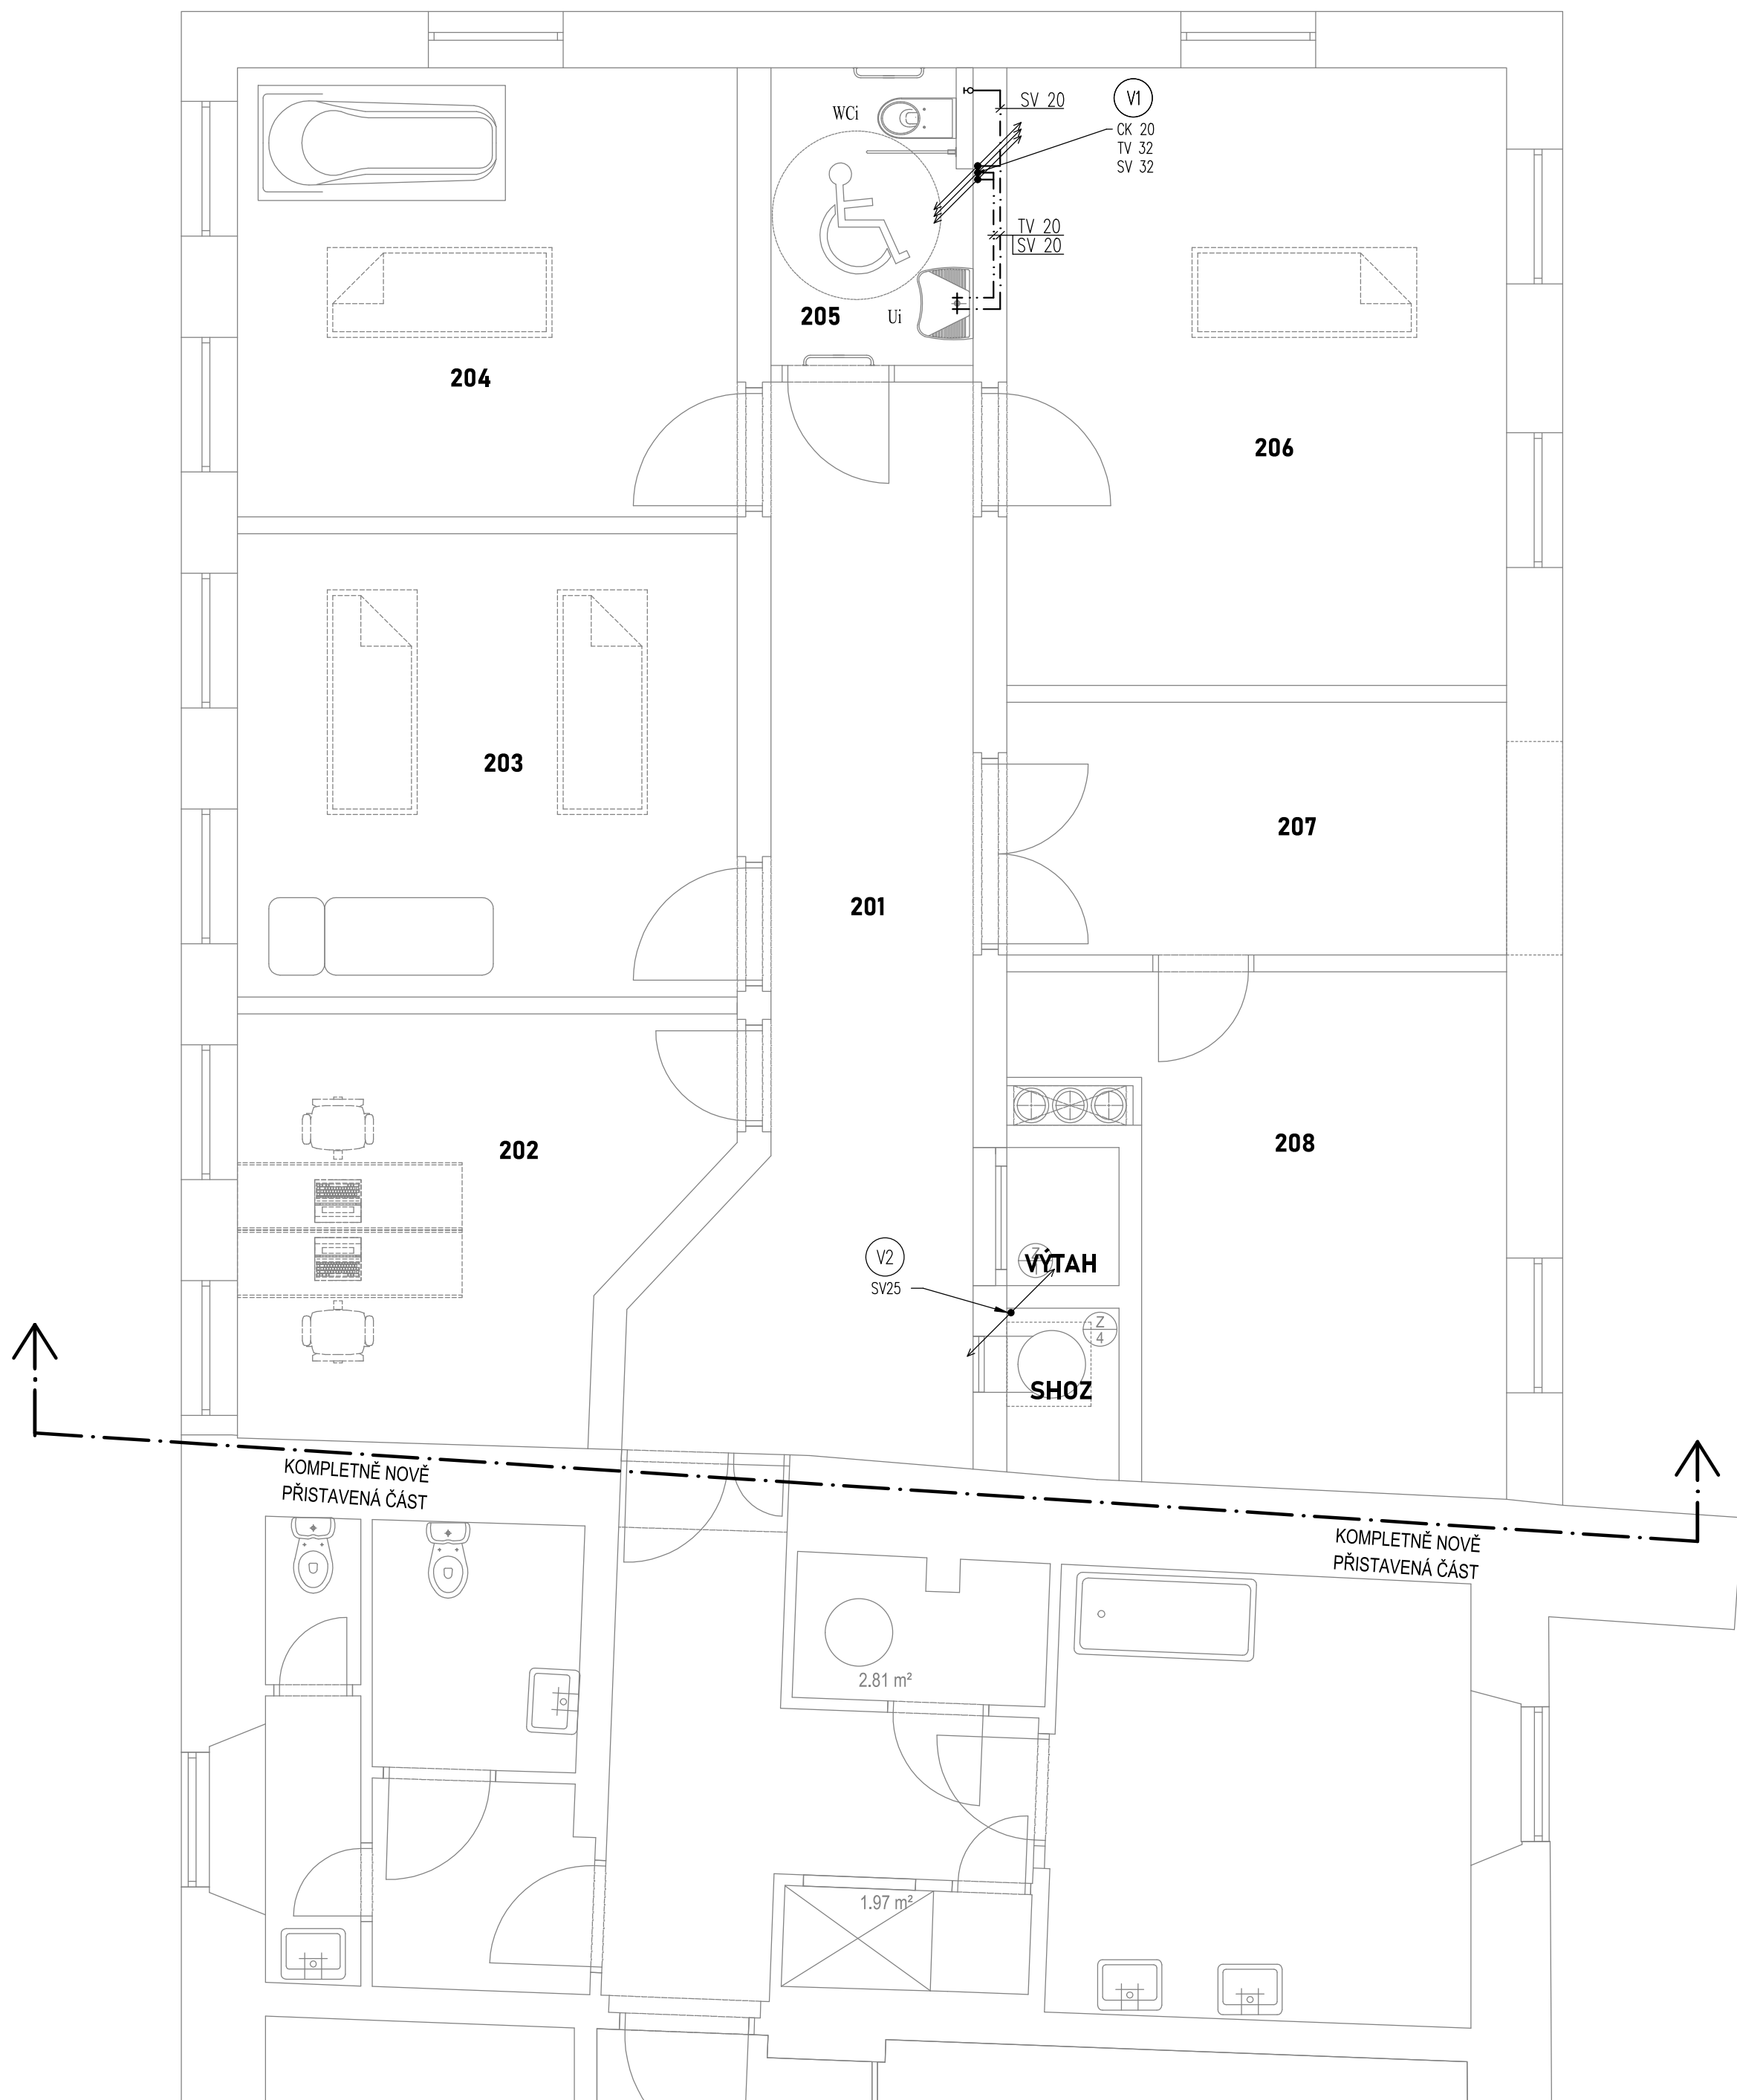 WCi
SV 20
V1
CK 20
TV 32
SV 32
TV 20
SV 20
205
Ui
204
206
203
207
201
202
208
V2
SV25
Z
VÝTAH
Z
4
SHOZ
KOMPLETNĚ NOVĚ
PŘISTAVENÁ ČÁST
KOMPLETNĚ NOVĚ
PŘISTAVENÁ ČÁST
2.81 m²
1.97 m²